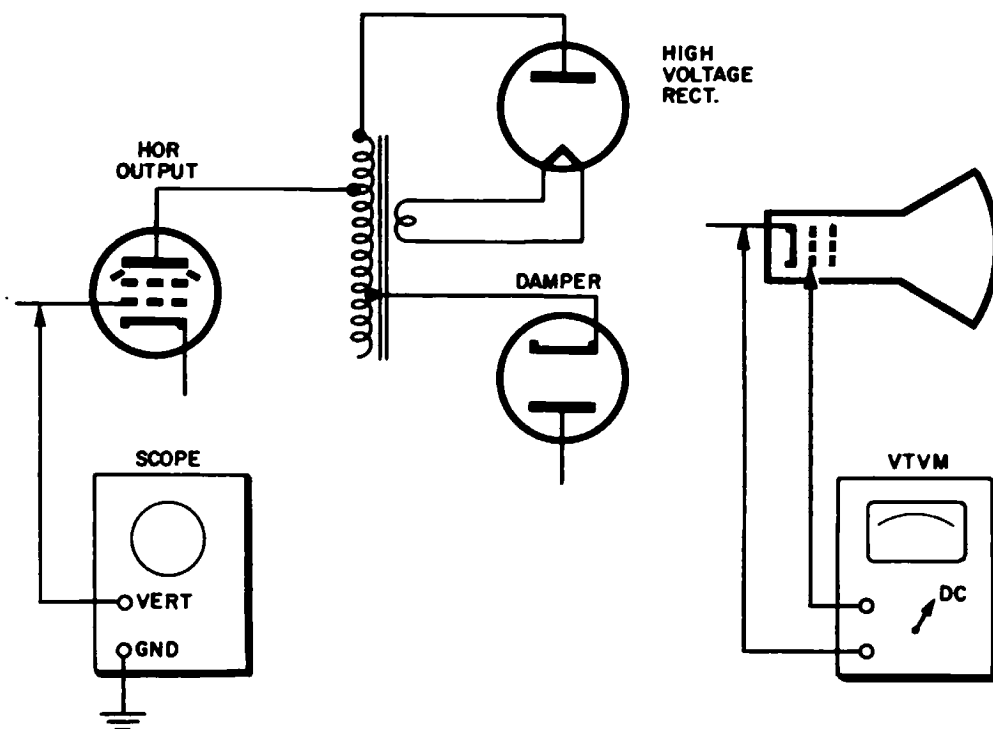 HIGH
VOLTAGE
RECT.
HOR
OUTPUT
DAMPER
SCOPE
VERT
GND
VTVM
DC